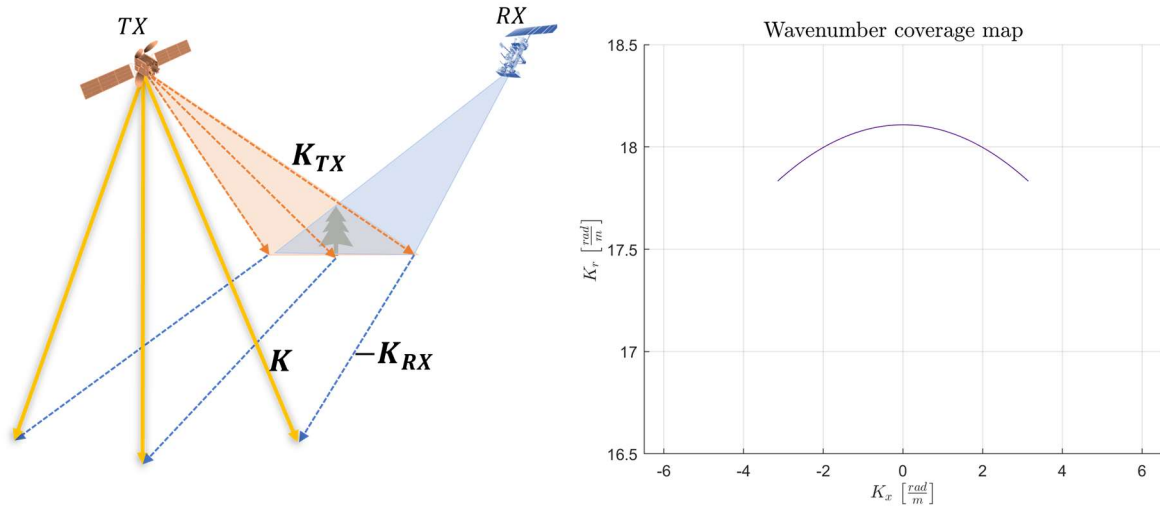 TX
RX
K_TX
K
−K_RX
Wavenumber coverage map
18.5
18
17.5
17
16.5
K_r [rad/m]
-6 -4 -2 0 2 4 6
K_x [rad/m]